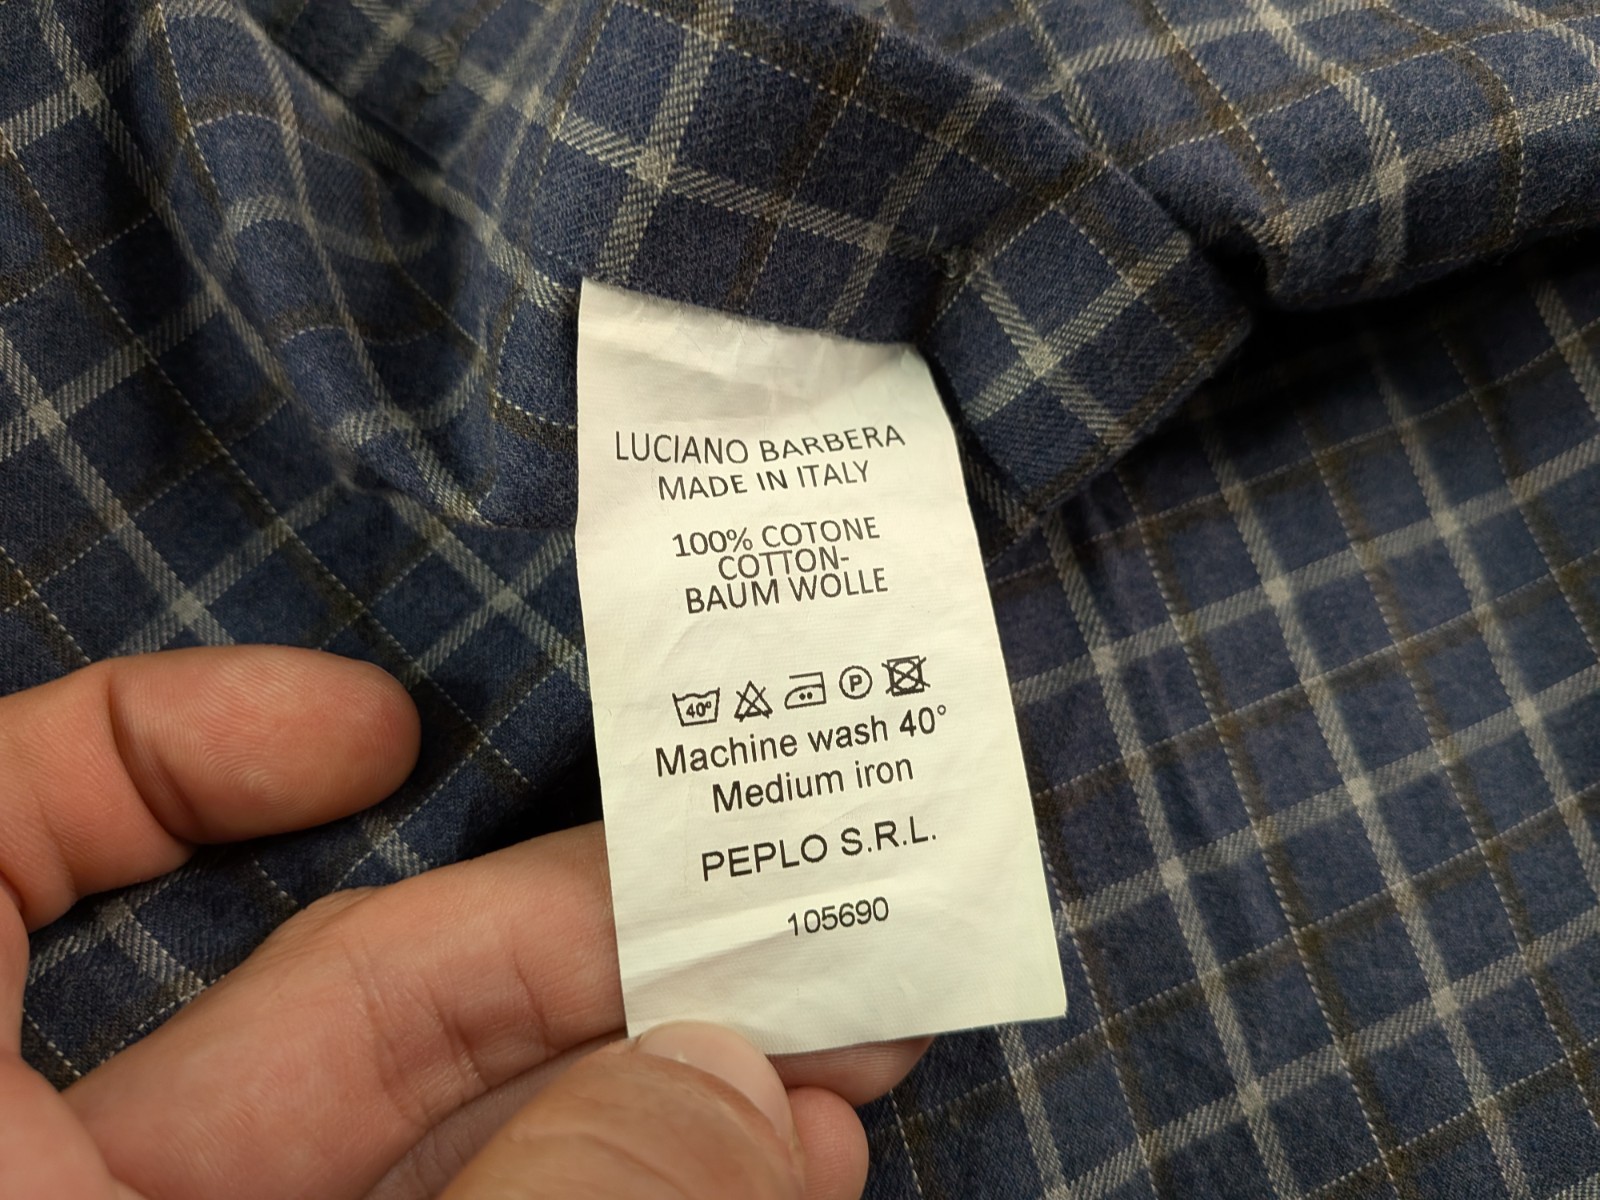 LUCIANO BARBERA
MADE IN ITALY
100% COTONE
COTTON-
BAUM WOLLE
40° P
Machine wash 40°
Medium iron
PEPLO S.R.L.
105690